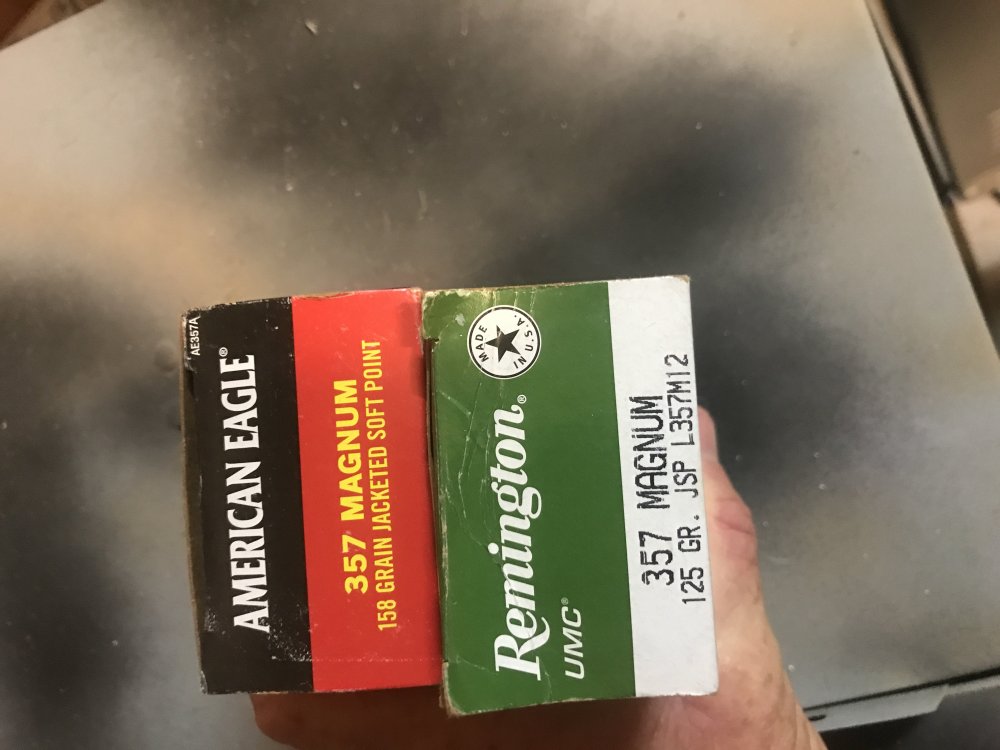 AE357A
AMERICAN EAGLE®
357 MAGNUM
158 GRAIN JACKETED SOFT POINT
MADE
IN U.S.A.
Remington®
UMC®
357 MAGNUM
125 GR. JSP L357M12